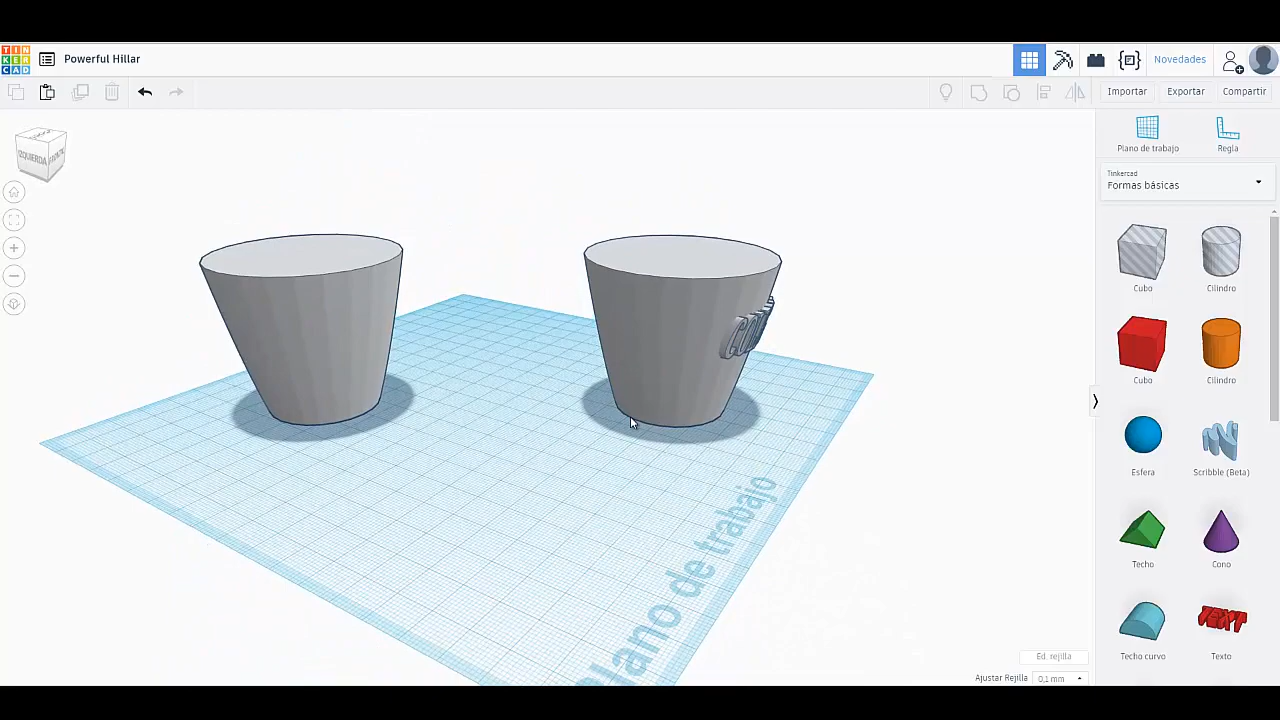 TIN
KER
CAD
Powerful Hillar
Novedades
Importar
Exportar
Compartir
IZQUIERDA
Plano de trabajo
Regla
Tinkercad
Formas básicas
Cubo
Cilindro
Cubo
Cilindro
Esfera
Scribble (Beta)
Techo
Cono
TEXT
Techo curvo
Texto
Plano de trabajo
Ed. rejilla
Ajustar Rejilla
0,1 mm